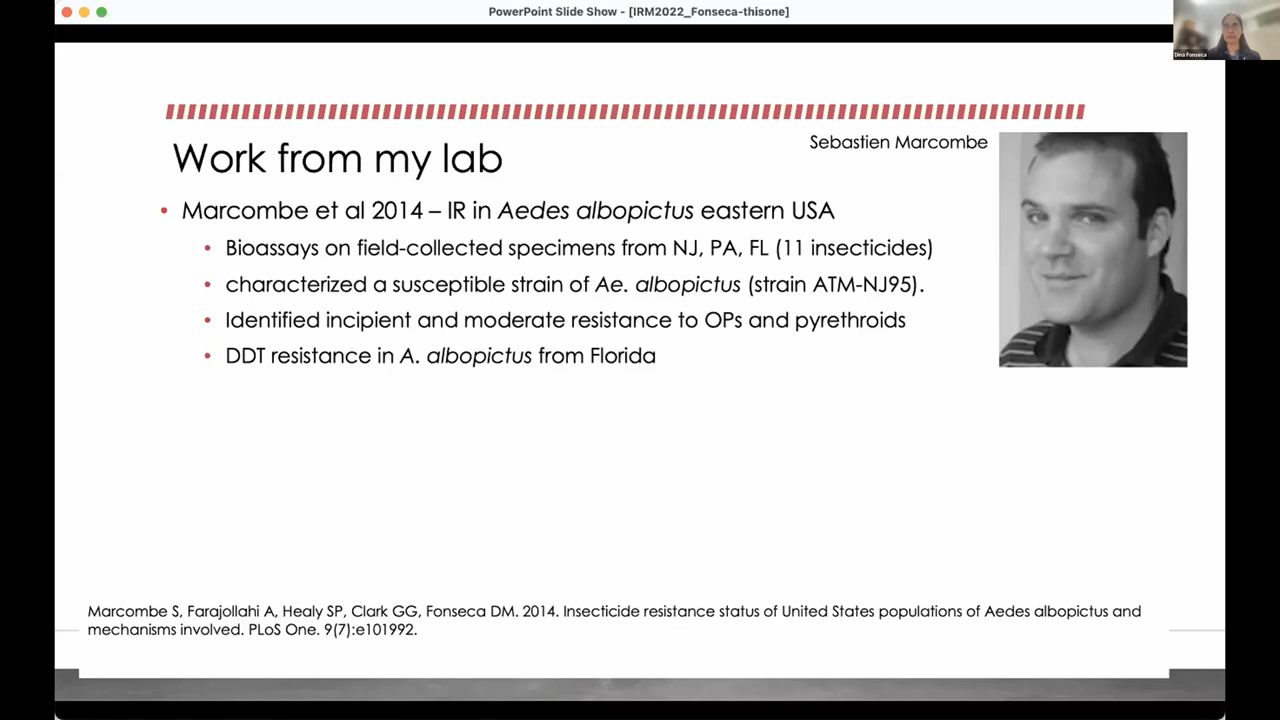 PowerPoint Slide Show - [IRM2022_Fonseca-thisone]
Dina Fonseca
Sebastien Marcombe
Work from my lab
• Marcombe et al 2014 – IR in Aedes albopictus eastern USA
• Bioassays on field-collected specimens from NJ, PA, FL (11 insecticides)
• characterized a susceptible strain of Ae. albopictus (strain ATM-NJ95).
• Identified incipient and moderate resistance to OPs and pyrethroids
• DDT resistance in A. albopictus from Florida
Marcombe S, Farajollahi A, Healy SP, Clark GG, Fonseca DM. 2014. Insecticide resistance status of United States populations of Aedes albopictus and
mechanisms involved. PLoS One. 9(7):e101992.